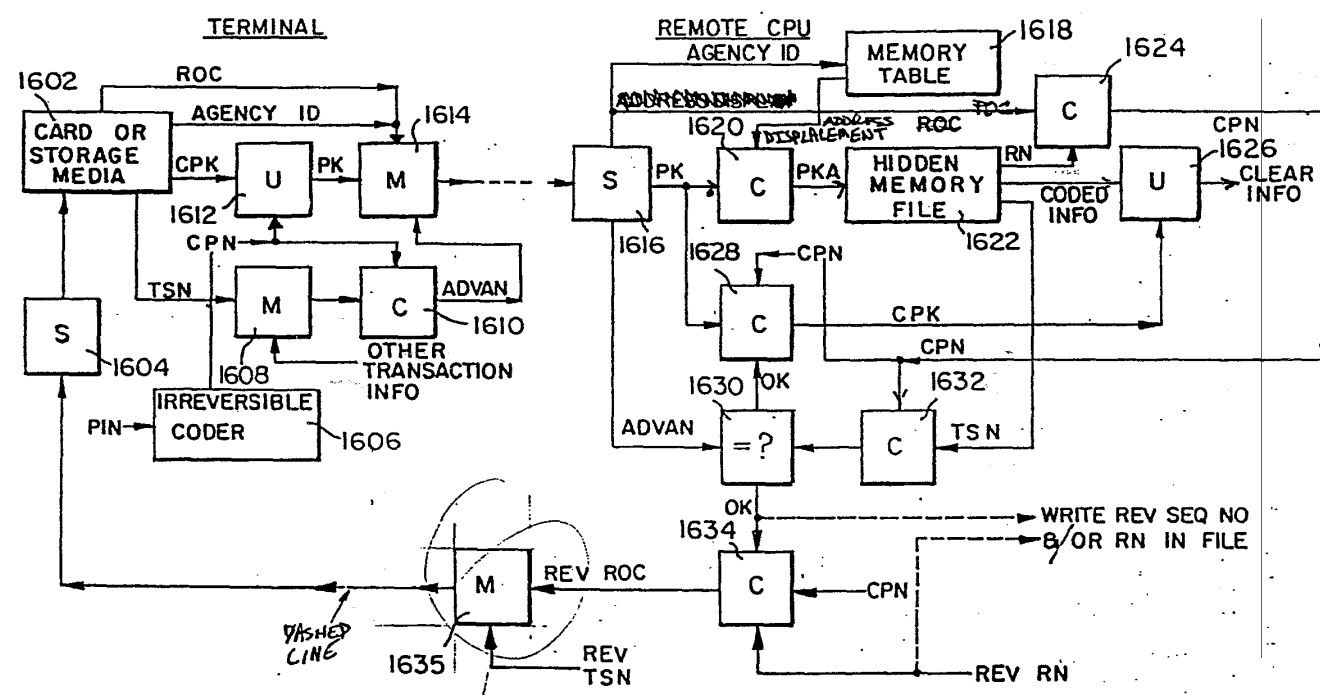 TERMINAL
REMOTE CPU
1602
ROC
AGENCY ID
CARD OR
STORAGE
MEDIA
CPK
U
1612
PK
M
1614
CPN
TSN
M
1608
C
1610
ADVAN
OTHER
TRANSACTION
INFO
S
1604
IRREVERSIBLE
CODER
1606
PIN
AGENCY ID
MEMORY
TABLE
1618
ROC
ADDRESS
DISPLACEMENT
S
1616
PK
1620
C
PKA
HIDDEN
MEMORY
FILE
1622
RN
C
1624
CPN
CODED
INFO
U
1626
CLEAR
INFO
1628
CPN
C
CPK
CPN
OK
1630
= ?
ADVAN
1632
C
TSN
OK
WRITE REV SEQ NO
&/OR RN IN FILE
1634
C
CPN
REV RN
REV ROC
M
1635
REV
TSN
DASHED
LINE